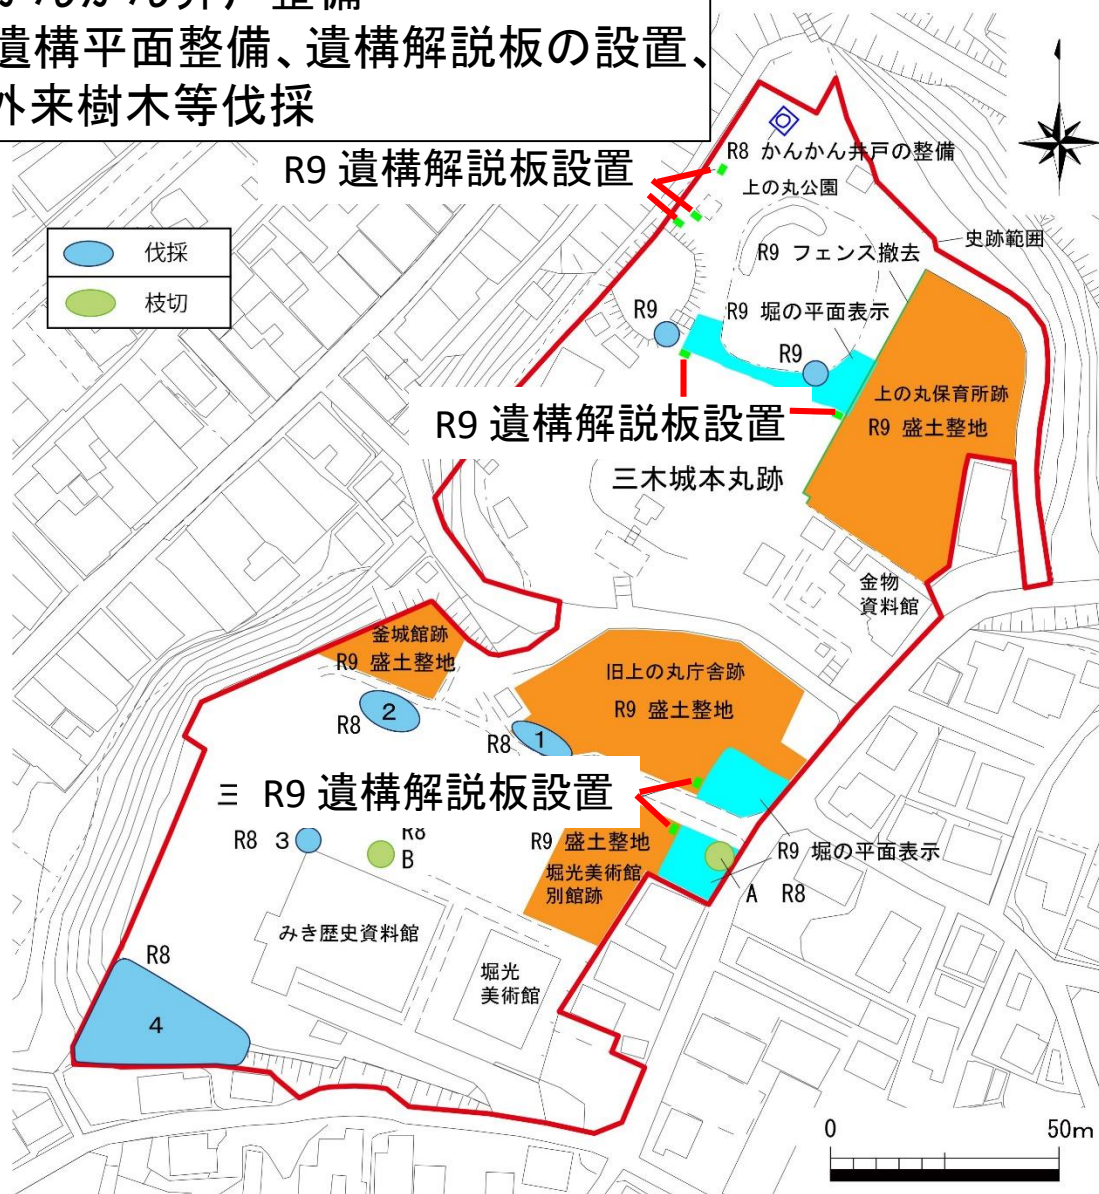 遺構平面整備、遺構解説板の設置、
外来樹木等伐採
R9 遺構解説板設置
R8 かんかん井戸の整備
上の丸公園
史跡範囲
伐採
枝切
R9 フェンス撤去
R9 堀の平面表示
R9
R9
上の丸保育所跡
R9 盛土整地
R9 遺構解説板設置
三木城本丸跡
金物
資料館
釜城館跡
R9 盛土整地
旧上の丸庁舎跡
R9 盛土整地
2
R8
R8
1
三
R9 遺構解説板設置
R8 3
R8
B
R9 盛土整地
堀光美術館
別館跡
R9 堀の平面表示
A R8
みき歴史資料館
堀光
美術館
R8
4
0 50m